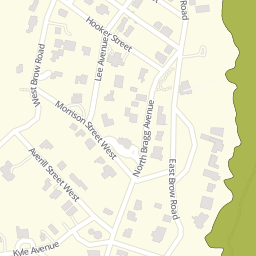 Hooker Street
Lee Avenue
West Brow Road
Morrison Street West
North Bragg Avenue
Averill Street West
East Brow Road
Kyle Avenue